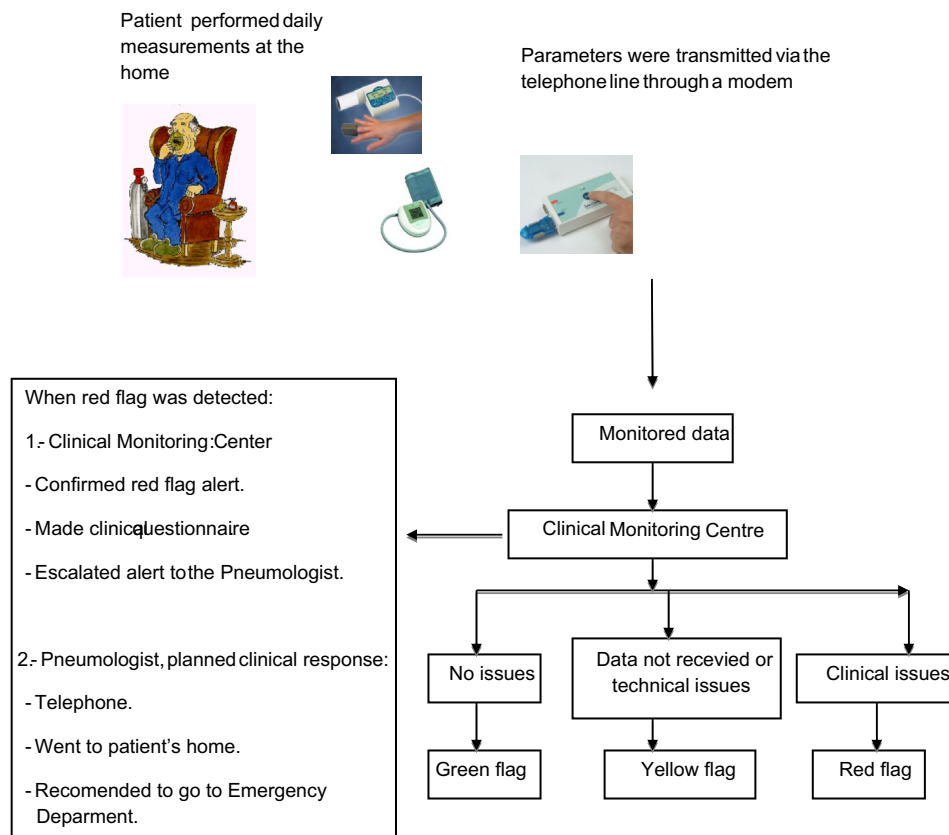 Patient performed daily
measurements at the
home
Parameters were transmitted via the
telephone line through a modem
When red flag was detected:
1.- Clinical Monitoring:Center
- Confirmed red flag alert.
- Made clinicalquestionnaire
- Escalated alert to the Pneumologist.
2.- Pneumologist, planned clinical response:
- Telephone.
- Went to patient's home.
- Recomended to go to Emergency
Deparment.
Monitored data
Clinical Monitoring Centre
No issues
Data not recevied or
technical issues
Clinical issues
Green flag
Yellow flag
Red flag